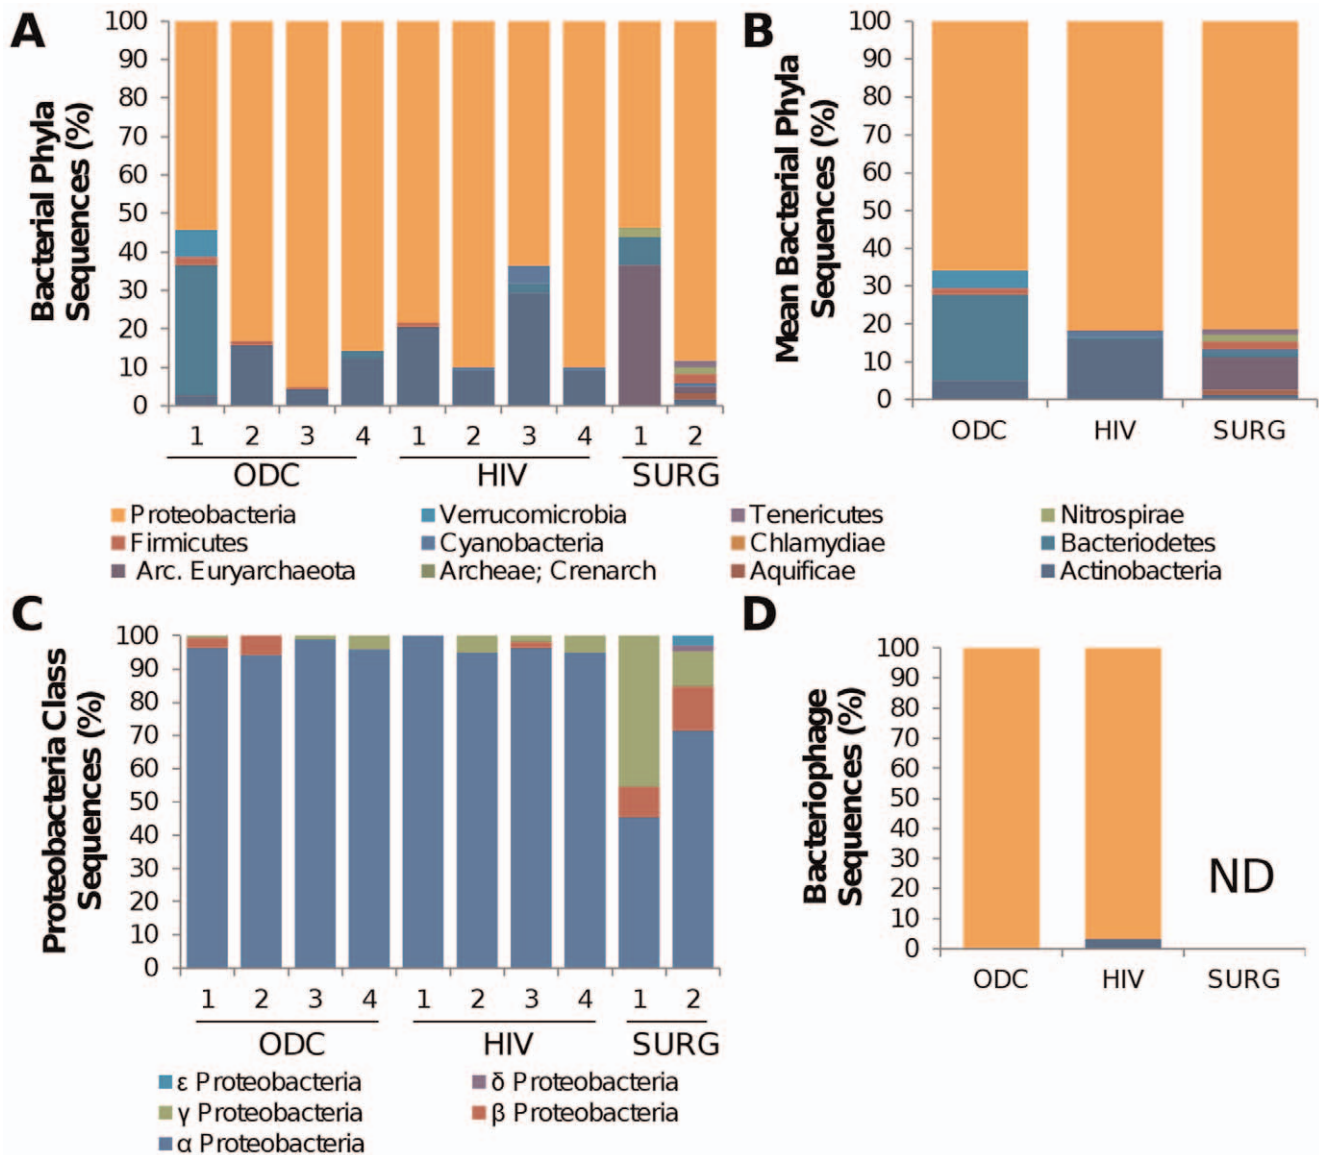 A
Bacterial Phyla
Sequences (%)
100
90
80
70
60
50
40
30
20
10
0
1 2 3 4 1 2 3 4 1 2
ODC HIV SURG
B
Mean Bacterial Phyla
Sequences (%)
100
90
80
70
60
50
40
30
20
10
0
ODC HIV SURG
Proteobacteria Verrucomicrobia Tenericutes Nitrospirae
Firmicutes Cyanobacteria Chlamydiae Bacteriodetes
Arc. Euryarchaeota Archeae; Crenarch Aquificae Actinobacteria
C
Proteobacteria Class
Sequences (%)
100
90
80
70
60
50
40
30
20
10
0
1 2 3 4 1 2 3 4 1 2
ODC HIV SURG
ε Proteobacteria δ Proteobacteria
γ Proteobacteria β Proteobacteria
α Proteobacteria
D
Bacteriophage
Sequences (%)
100
90
80
70
60
50
40
30
20
10
0
ND
ODC HIV SURG